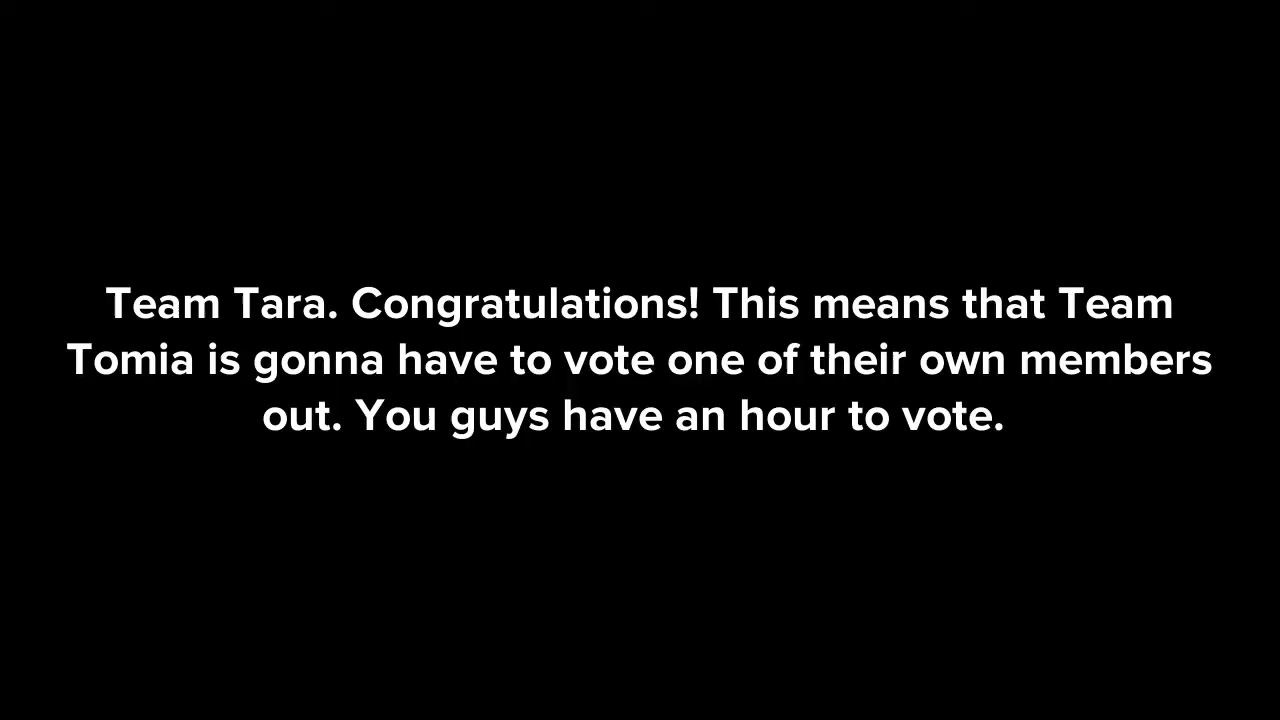 Team Tara. Congratulations! This means that Team
Tomia is gonna have to vote one of their own members
out. You guys have an hour to vote.